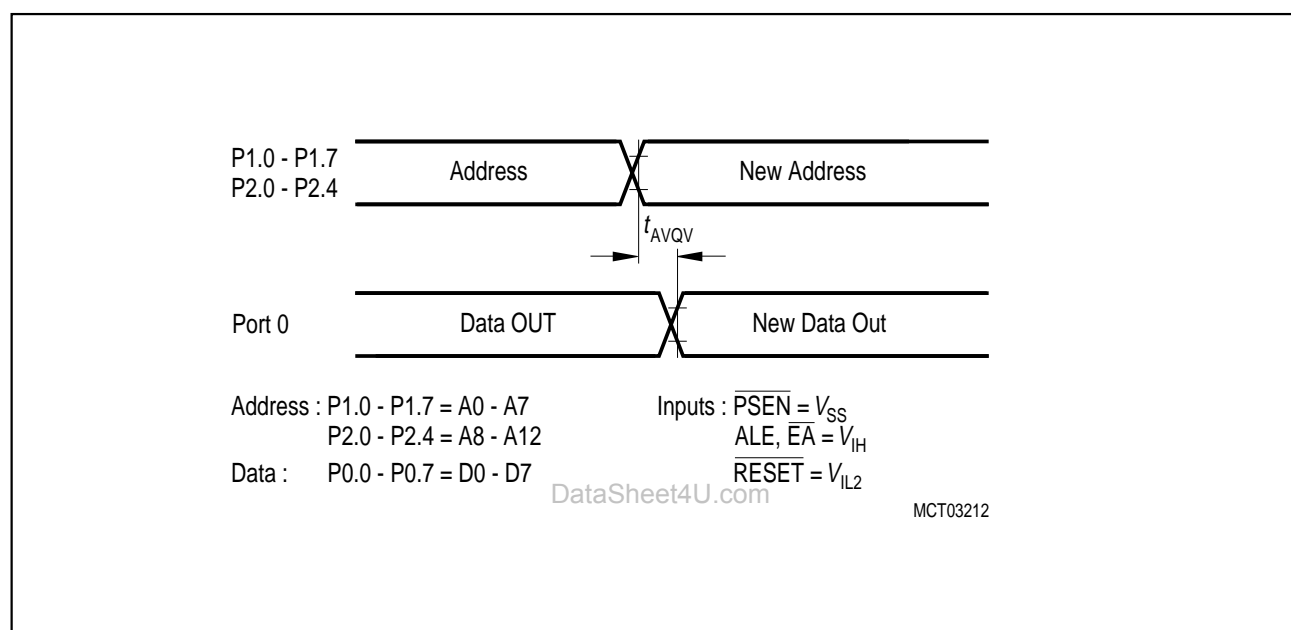 P1.0 - P1.7
P2.0 - P2.4
Address
New Address
tAVQV
Port 0
Data OUT
New Data Out
Address : P1.0 - P1.7 = A0 - A7
P2.0 - P2.4 = A8 - A12
Data : P0.0 - P0.7 = D0 - D7
Inputs : PSEN = VSS
ALE, EA = VIH
RESET = VIL2
DataSheet4U.com
MCT03212